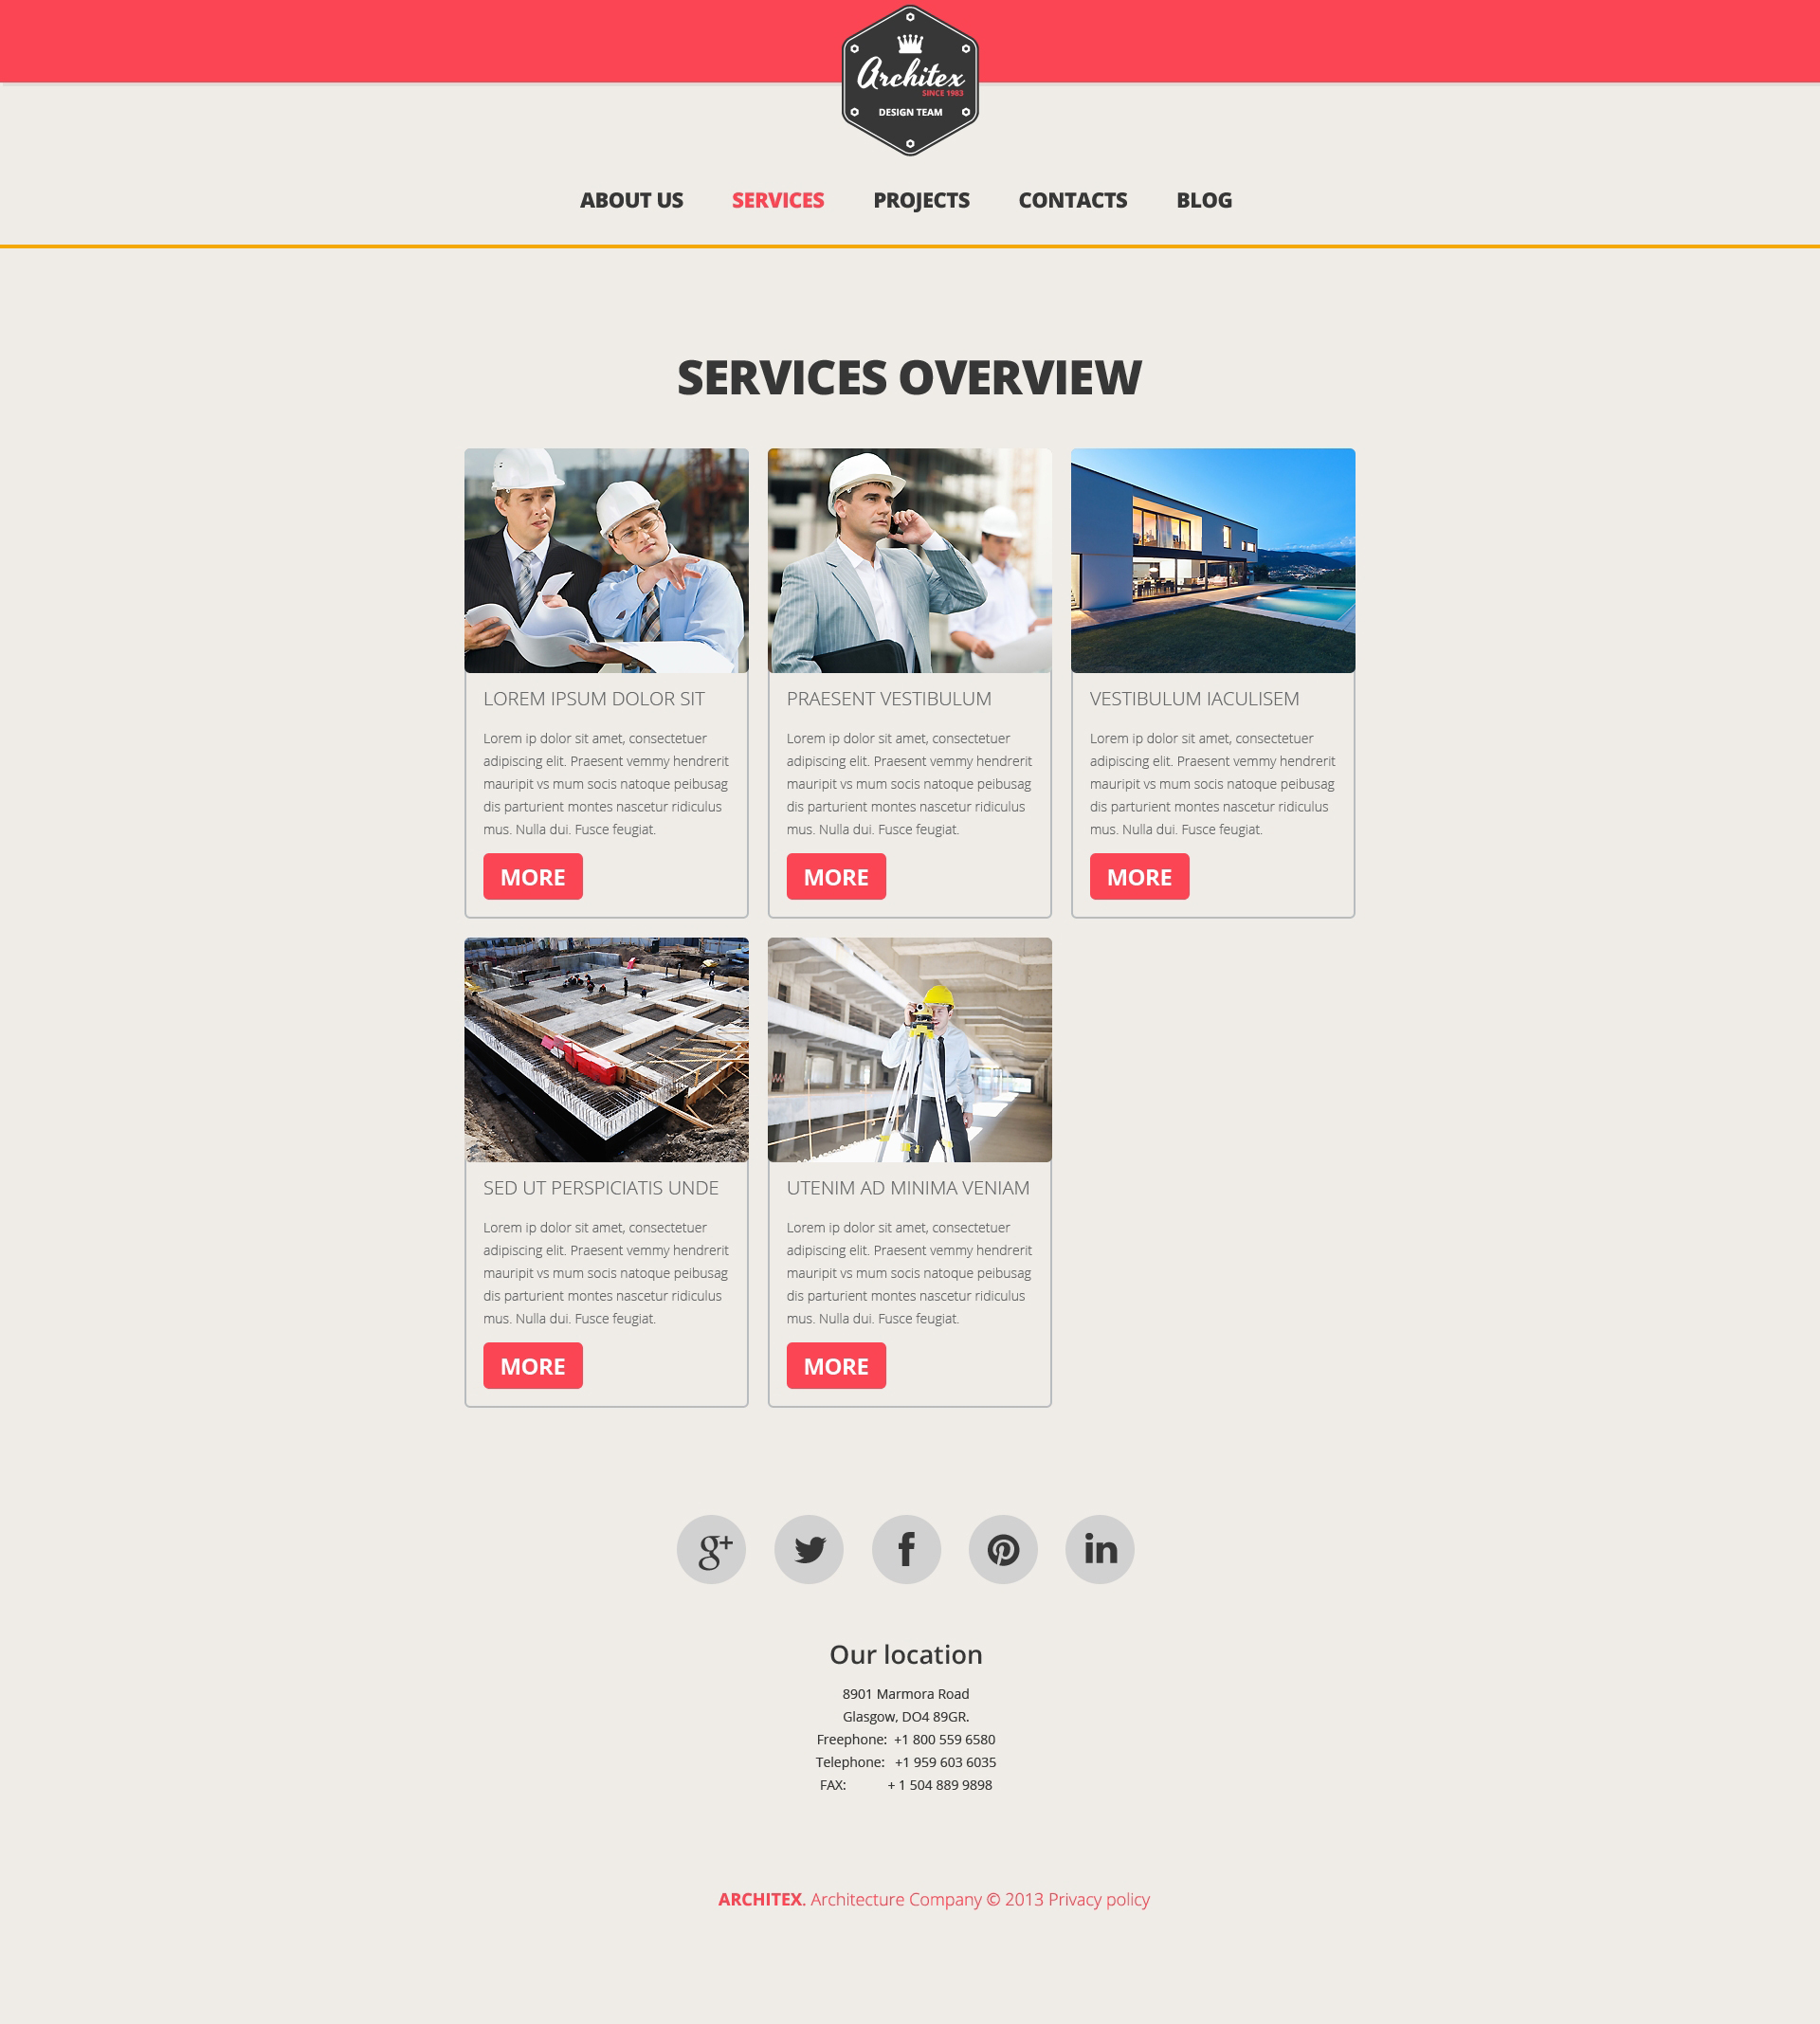 Architex
SINCE 1983
DESIGN TEAM
ABOUT US SERVICES PROJECTS CONTACTS BLOG
SERVICES OVERVIEW
LOREM IPSUM DOLOR SIT
Lorem ip dolor sit amet, consectetuer
adipiscing elit. Praesent vemmy hendrerit
mauripit vs mum socis natoque peibusag
dis parturient montes nascetur ridiculus
mus. Nulla dui. Fusce feugiat.
MORE
PRAESENT VESTIBULUM
Lorem ip dolor sit amet, consectetuer
adipiscing elit. Praesent vemmy hendrerit
mauripit vs mum socis natoque peibusag
dis parturient montes nascetur ridiculus
mus. Nulla dui. Fusce feugiat.
MORE
VESTIBULUM IACULISEM
Lorem ip dolor sit amet, consectetuer
adipiscing elit. Praesent vemmy hendrerit
mauripit vs mum socis natoque peibusag
dis parturient montes nascetur ridiculus
mus. Nulla dui. Fusce feugiat.
MORE
SED UT PERSPICIATIS UNDE
Lorem ip dolor sit amet, consectetuer
adipiscing elit. Praesent vemmy hendrerit
mauripit vs mum socis natoque peibusag
dis parturient montes nascetur ridiculus
mus. Nulla dui. Fusce feugiat.
MORE
UTENIM AD MINIMA VENIAM
Lorem ip dolor sit amet, consectetuer
adipiscing elit. Praesent vemmy hendrerit
mauripit vs mum socis natoque peibusag
dis parturient montes nascetur ridiculus
mus. Nulla dui. Fusce feugiat.
MORE
Our location
8901 Marmora Road
Glasgow, DO4 89GR.
Freephone: +1 800 559 6580
Telephone: +1 959 603 6035
FAX: + 1 504 889 9898
ARCHITEX. Architecture Company © 2013 Privacy policy